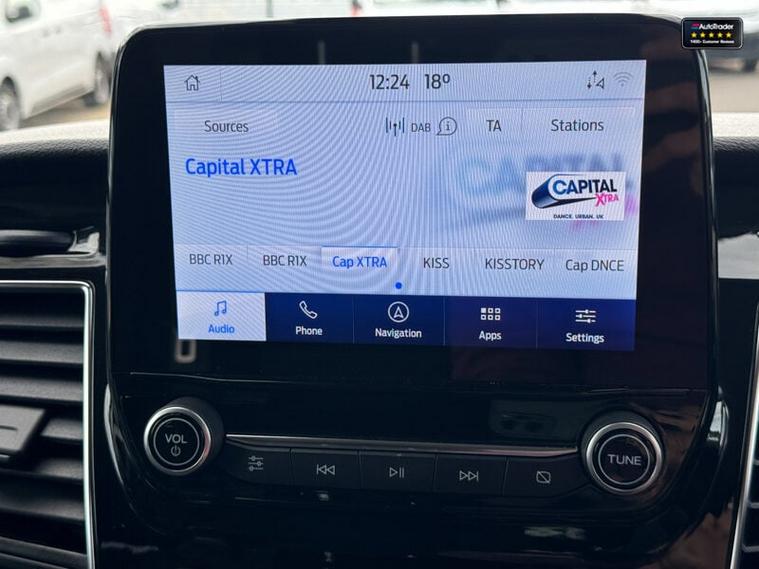 AutoTrader
12:24 18°
Sources DAB i TA Stations
Capital XTRA
CAPITAL
CAPITAL
XTRA
DANCE. URBAN. UK
BBC R1X BBC R1X Cap XTRA KISS KISSTORY Cap DNCE
Audio Phone Navigation Apps Settings
VOL
TUNE